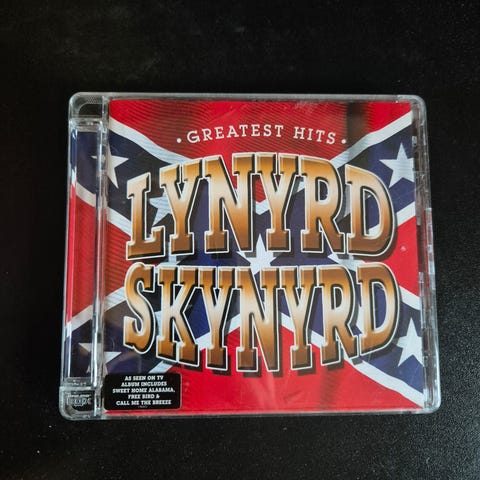 • GREATEST HITS •
LYNYRD
SKYNYRD
AS SEEN ON TV
ALBUM INCLUDES
SWEET HOME ALABAMA,
FREE BIRD &
CALL ME THE BREEZE